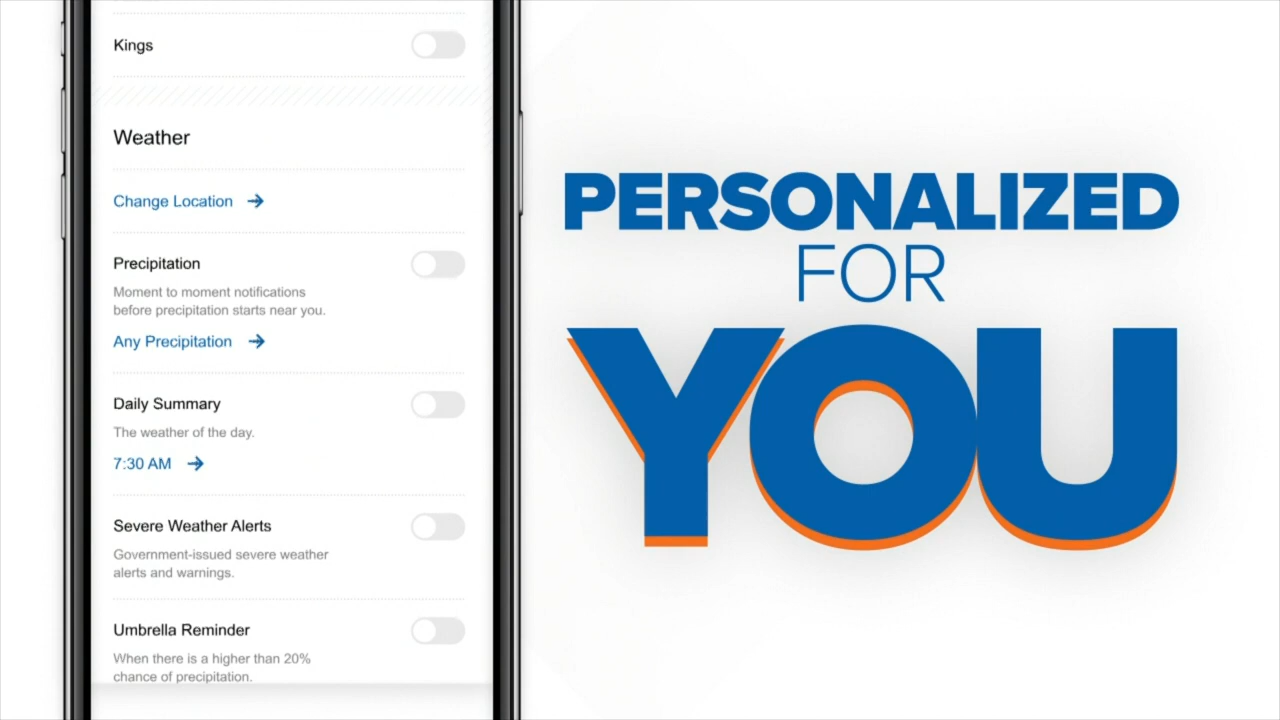 Kings
Weather
Change Location
Precipitation
Moment to moment notifications
before precipitation starts near you.
Any Precipitation
Daily Summary
The weather of the day.
7:30 AM
Severe Weather Alerts
Government-issued severe weather
alerts and warnings.
Umbrella Reminder
When there is a higher than 20%
chance of precipitation.
PERSONALIZED
FOR
YOU